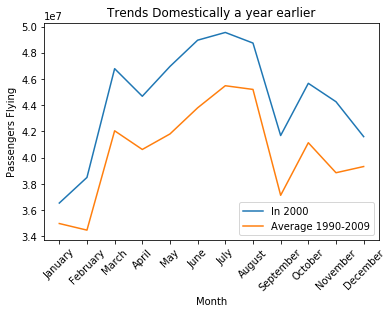 Trends Domestically a year earlier
1e7
5.0
4.8
4.6
4.4
4.2
4.0
3.8
3.6
3.4
Passengers Flying
In 2000
Average 1990-2009
January
February
March
April
May
June
July
August
September
October
November
December
Month